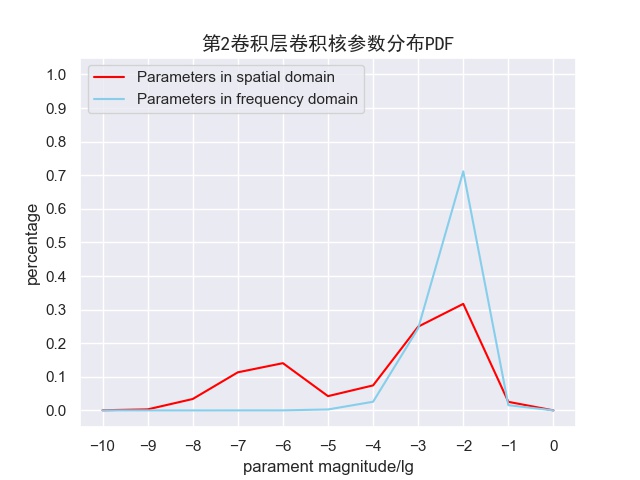 第2卷积层卷积核参数分布PDF
Parameters in spatial domain
Parameters in frequency domain
1.0
0.9
0.8
0.7
0.6
0.5
0.4
0.3
0.2
0.1
0.0
percentage
−10 −9 −8 −7 −6 −5 −4 −3 −2 −1 0
parament magnitude/lg